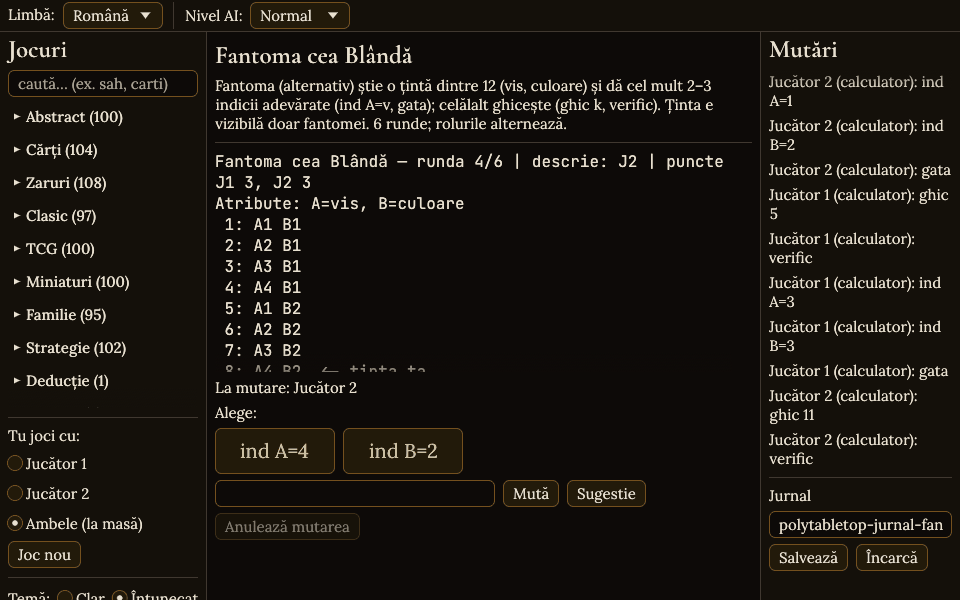 Limbă: Română ▼ Nivel AI: Normal ▼
Jocuri
caută... (ex. sah, carti)
▸ Abstract (100)
▸ Cărți (104)
▸ Zaruri (108)
▸ Clasic (97)
▸ TCG (100)
▸ Miniaturi (100)
▸ Familie (95)
▸ Strategie (102)
▸ Deducție (1)
Tu joci cu:
Jucător 1
Jucător 2
Ambele (la masă)
Joc nou
Temă: Clar Întunecat
Fantoma cea Blândă
Fantoma (alternativ) știe o țintă dintre 12 (vis, culoare) și dă cel mult 2–3
indicii adevărate (ind A=v, gata); celălalt ghicește (ghic k, verific). Ținta e
vizibilă doar fantomei. 6 runde; rolurile alternează.
Fantoma cea Blândă — runda 4/6 | descrie: J2 | puncte
J1 3, J2 3
Atribute: A=vis, B=culoare
1: A1 B1
2: A2 B1
3: A3 B1
4: A4 B1
5: A1 B2
6: A2 B2
7: A3 B2
8: A4 B2 <— ținta ta
La mutare: Jucător 2
Alege:
ind A=4 ind B=2
Mută Sugestie
Anulează mutarea
Mutări
Jucător 2 (calculator): ind
A=1
Jucător 2 (calculator): ind
B=2
Jucător 2 (calculator): gata
Jucător 1 (calculator): ghic
5
Jucător 1 (calculator):
verific
Jucător 1 (calculator): ind
A=3
Jucător 1 (calculator): ind
B=3
Jucător 1 (calculator): gata
Jucător 2 (calculator):
ghic 11
Jucător 2 (calculator):
verific
Jurnal
polytabletop-jurnal-fan
Salvează Încarcă